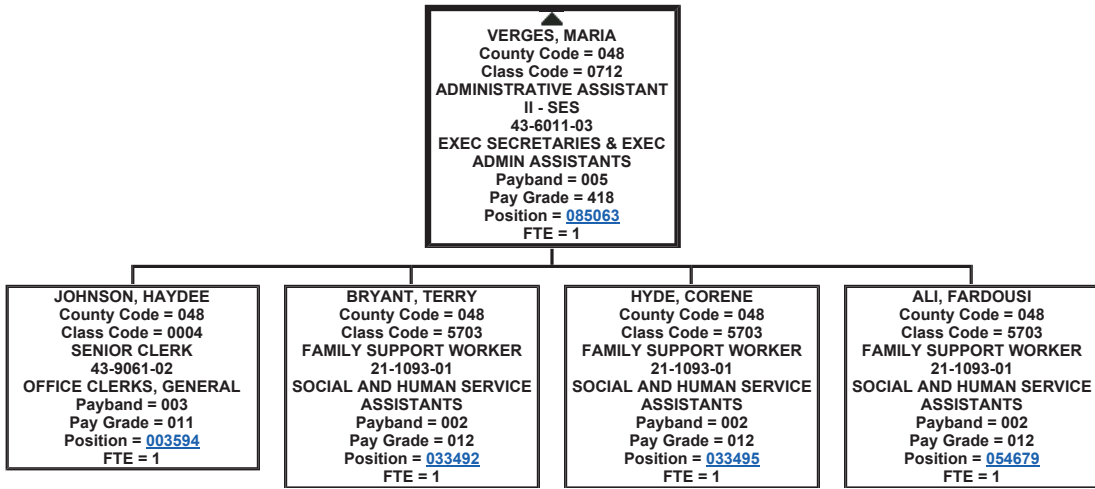 VERGES, MARIA
County Code = 048
Class Code = 0712
ADMINISTRATIVE ASSISTANT
II - SES
43-6011-03
EXEC SECRETARIES & EXEC
ADMIN ASSISTANTS
Payband = 005
Pay Grade = 418
Position = 085063
FTE = 1
JOHNSON, HAYDEE
County Code = 048
Class Code = 0004
SENIOR CLERK
43-9061-02
OFFICE CLERKS, GENERAL
Payband = 003
Pay Grade = 011
Position = 003594
FTE = 1
BRYANT, TERRY
County Code = 048
Class Code = 5703
FAMILY SUPPORT WORKER
21-1093-01
SOCIAL AND HUMAN SERVICE
ASSISTANTS
Payband = 002
Pay Grade = 012
Position = 033492
FTE = 1
HYDE, CORENE
County Code = 048
Class Code = 5703
FAMILY SUPPORT WORKER
21-1093-01
SOCIAL AND HUMAN SERVICE
ASSISTANTS
Payband = 002
Pay Grade = 012
Position = 033495
FTE = 1
ALI, FARDOUSI
County Code = 048
Class Code = 5703
FAMILY SUPPORT WORKER
21-1093-01
SOCIAL AND HUMAN SERVICE
ASSISTANTS
Payband = 002
Pay Grade = 012
Position = 054679
FTE = 1